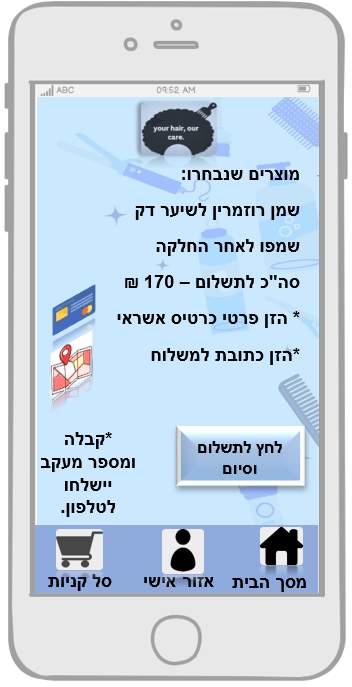 ABC 09:52 AM
your hair, our
care.
מוצרים שנבחרו:
שמן רוזמרין לשיער דק
שמפו לאחר החלקה
סה"כ לתשלום – 170 ₪
* הזן פרטי כרטיס אשראי
*הזן כתובת למשלוח
לחץ לתשלום
וסיום
*קבלה
ומספר מעקב
יישלחו
לטלפון.
מסך הבית
אזור אישי
סל קניות